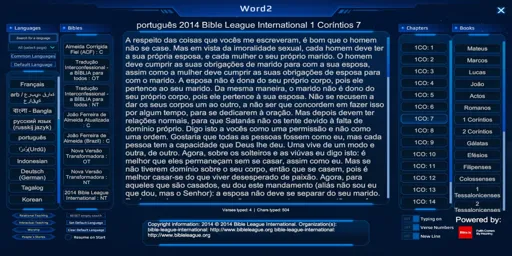 Word2
português 2014 Bible League International 1 Coríntios 7
Languages
Search for a language
All (select page)
Common Languages
Default Language
Français
বাংলা - Bangla
русский язык
(russkij jazyk)
português
اردو(Urdū)
Indonesian
Deutsch
(German)
Tagalog
Korean
Bibles
Almeida Corrigida
Fiel (ACF) : BT
Tradução
Interconfessional -
a BÍBLIA para
todos : OT
Tradução
Interconfessional -
a BÍBLIA para
todos : NT
João Ferreira de
Almeida Atualizada
: C
João Ferreira de
Almeida (Brasil) : C
Nova Versão
Transformadora :
OT
Nova Versão
Transformadora :
NT
2014 Bible League
International : NT
A respeito das coisas que vocês me escreveram, é bom que o homem
não se case. Mas em vista da imoralidade sexual, cada homem deve ter
a sua própria esposa, e cada mulher o seu próprio marido. O homem
deve cumprir as suas obrigações de marido para com a sua esposa,
assim como a mulher deve cumprir as suas obrigações de esposa para
com o marido. A esposa não é dona do seu próprio corpo, pois ele
pertence ao seu marido. Da mesma maneira, o marido não é dono do
seu próprio corpo, pois ele pertence à sua esposa. Não se recusem a
dar os seus corpos um ao outro, a não ser que concordem em fazer isso
por algum tempo, para se dedicarem à oração. Mas depois devem ter
relações normais, para que Satanás não os tente devido à falta de
domínio próprio. Digo isto a vocês como uma permissão e não como
uma ordem. Gostaria que todas as pessoas fossem como eu, mas cada
pessoa tem a capacidade que Deus lhe deu. Uma vive de um modo e
outra, de outro. Agora, sobre os solteiros e as viúvas eu digo isto: é
melhor que eles permaneçam sem se casar, assim como eu. Mas se
não tiverem domínio sobre o seu corpo, então que se casem, pois é
melhor casar-se do que viver desesperado de paixão. Agora, para
aqueles que são casados, eu dou este mandamento (aliás não sou eu
que dou, mas o Senhor): a esposa não deve se separar do seu marido.
Verses typed: 4 | Chars typed: 504
Copyright information: 2014 © 2014 Bible League International. Organization(s):
bible-league-international: http://www.bibleleague.org bible-league-international:
http://www.bibleleague.org
Chapters
1CO: 1
1CO: 2
1CO: 3
1CO: 4
1CO: 5
1CO: 6
1CO: 7
1CO: 8
1CO: 9
1CO: 10
1CO: 11
1CO: 12
1CO: 13
1CO: 14
Books
Mateus
Marcos
Lucas
João
Actos
Romanos
1 Coríntios
2 Coríntios
Gálatas
Efésios
Filipenses
Colossenses
1
Tessalonicenses
2
Tessalonicenses
Typing on
Verse Numbers
New Line
Powered by:
Resume on Start